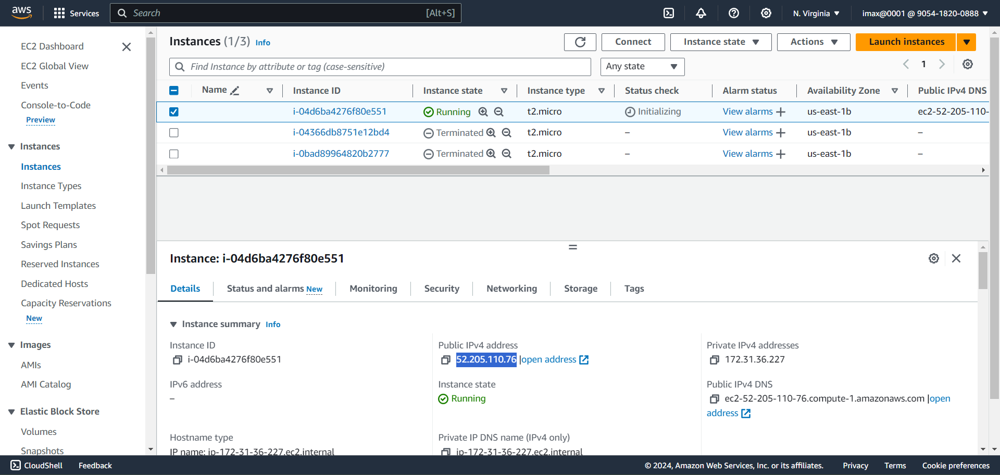 aws
Services
Search
[Alt+S]
N. Virginia
imax@0001 @ 9054-1820-0888
EC2 Dashboard
EC2 Global View
Events
Console-to-Code
Preview
Instances
Instances
Instance Types
Launch Templates
Spot Requests
Savings Plans
Reserved Instances
Dedicated Hosts
Capacity Reservations
New
Images
AMIs
AMI Catalog
Elastic Block Store
Volumes
Snapshots
Instances (1/3) Info
Connect
Instance state
Actions
Launch instances
Find Instance by attribute or tag (case-sensitive)
Any state
1
Name Instance ID Instance state Instance type Status check Alarm status Availability Zone Public IPv4 DNS
i-04d6ba4276f80e551 Running t2.micro Initializing View alarms + us-east-1b ec2-52-205-110-
i-04366db8751e12bd4 Terminated t2.micro – View alarms + us-east-1b –
i-0bad89964820b2777 Terminated t2.micro – View alarms + us-east-1b –
Instance: i-04d6ba4276f80e551
Details Status and alarms New Monitoring Security Networking Storage Tags
Instance summary Info
Instance ID
i-04d6ba4276f80e551
Public IPv4 address
52.205.110.76 |open address
Private IPv4 addresses
172.31.36.227
IPv6 address
–
Instance state
Running
Public IPv4 DNS
ec2-52-205-110-76.compute-1.amazonaws.com |open
address
Hostname type
IP name: ip-172-31-36-227.ec2.internal
Private IP DNS name (IPv4 only)
ip-172-31-36-227.ec2.internal
CloudShell Feedback
© 2024, Amazon Web Services, Inc. or its affiliates. Privacy Terms Cookie preferences